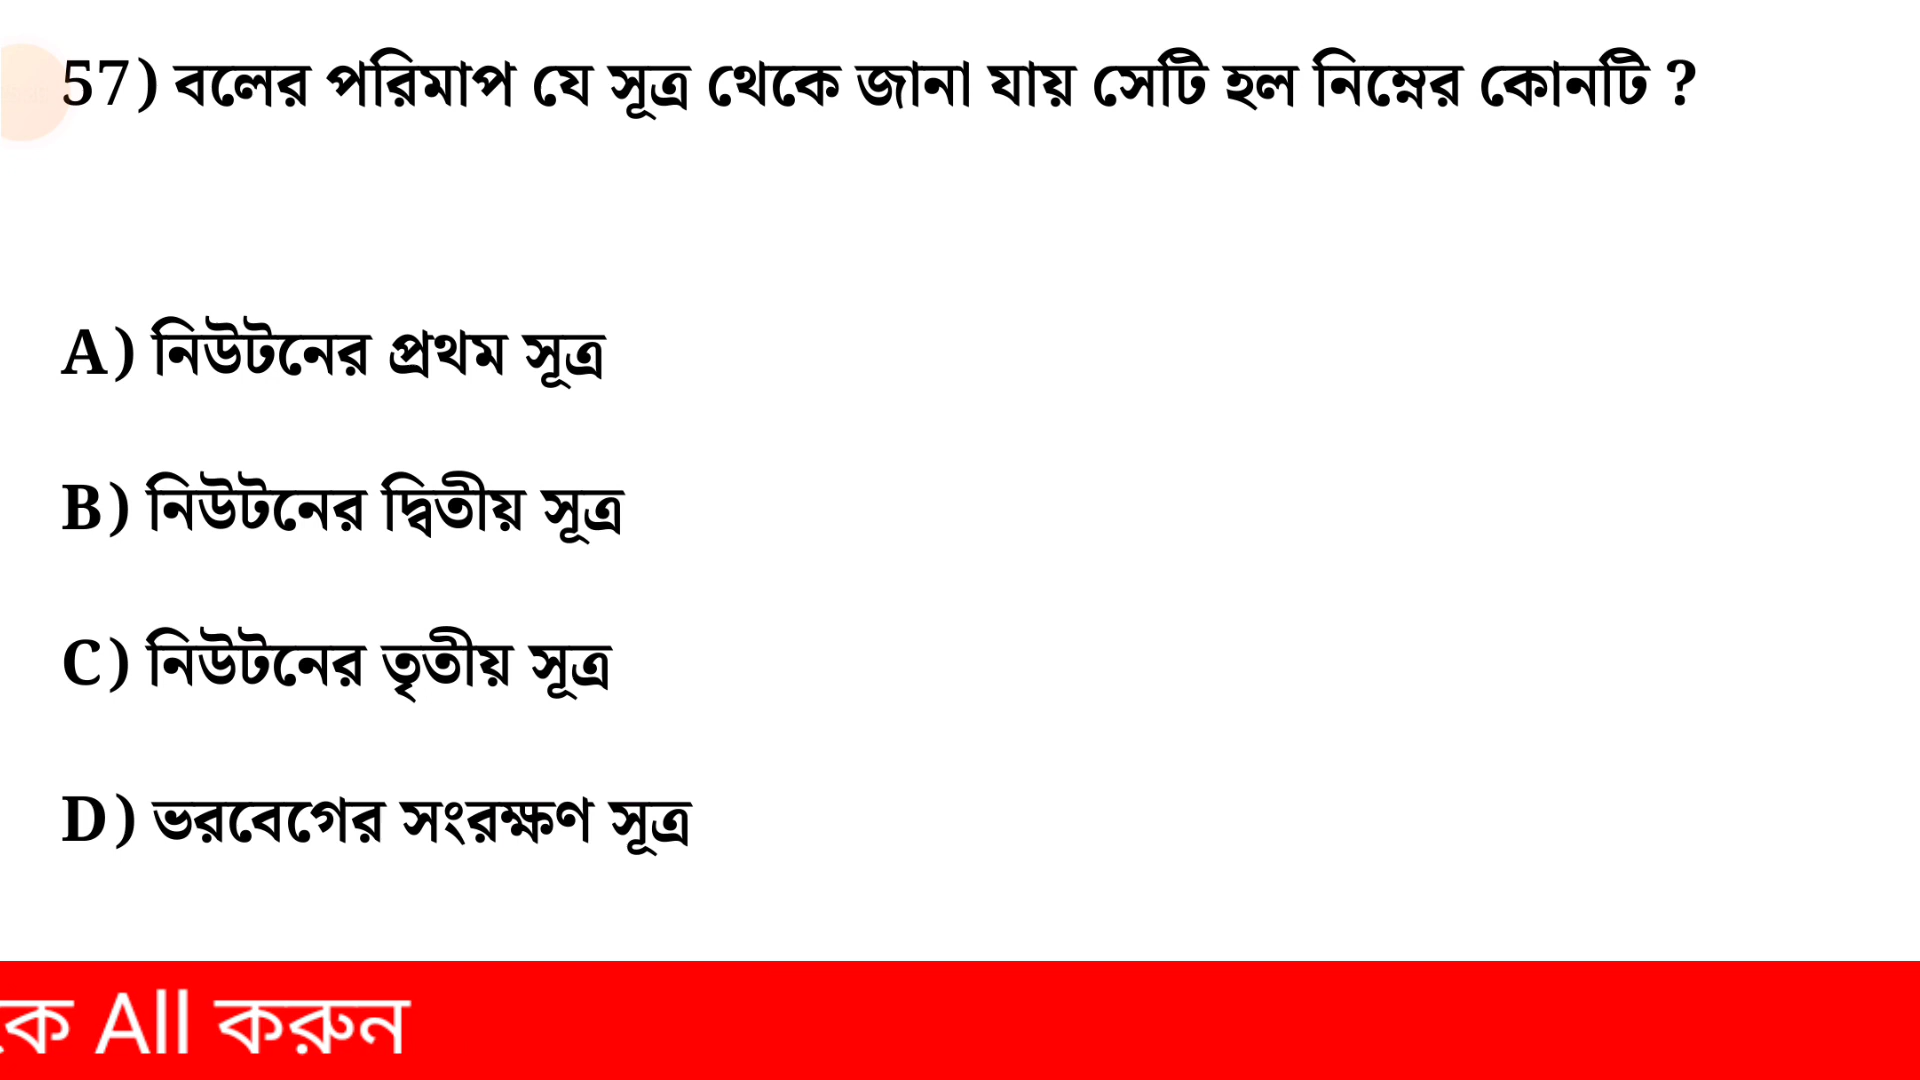 57) বলের পরিমাপ যে সূত্র থেকে জানা যায় সেটি হল নিম্নের কোনটি ?
A) নিউটনের প্রথম সূত্র
B) নিউটনের দ্বিতীয় সূত্র
C) নিউটনের তৃতীয় সূত্র
D) ভরবেগের সংরক্ষণ সূত্র
কে All করুন